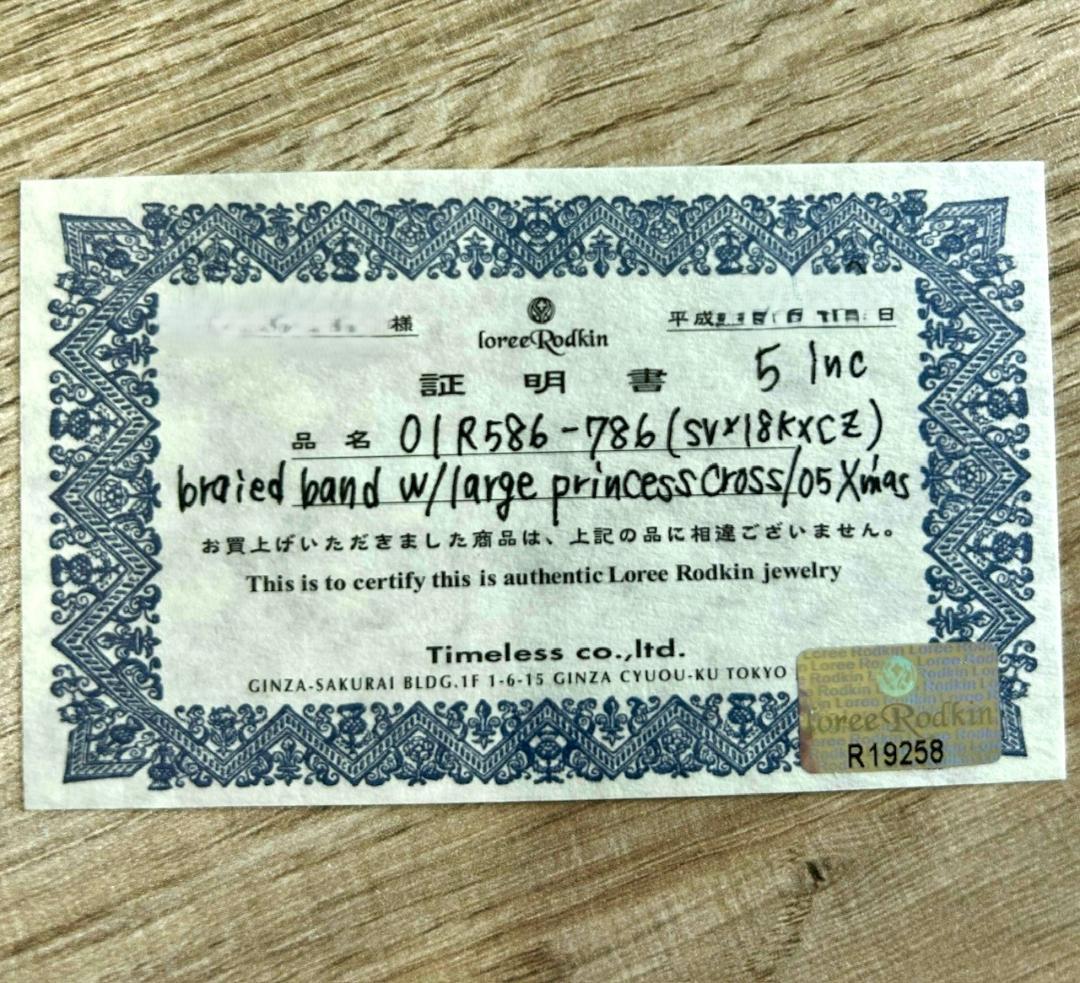 様
loree Rodkin
平成 日
証明書
5 Inc
品名 01R586-786(SV×18K×CZ)
braied band w/large princess cross/05 Xmas
お買上げいただきました商品は、上記の品に相違ございません。
This is to certify this is authentic Loree Rodkin jewelry
Timeless co.,ltd.
GINZA-SAKURAI BLDG.1F 1-6-15 GINZA CYUOU-KU TOKYO
loree Rodkin
R19258